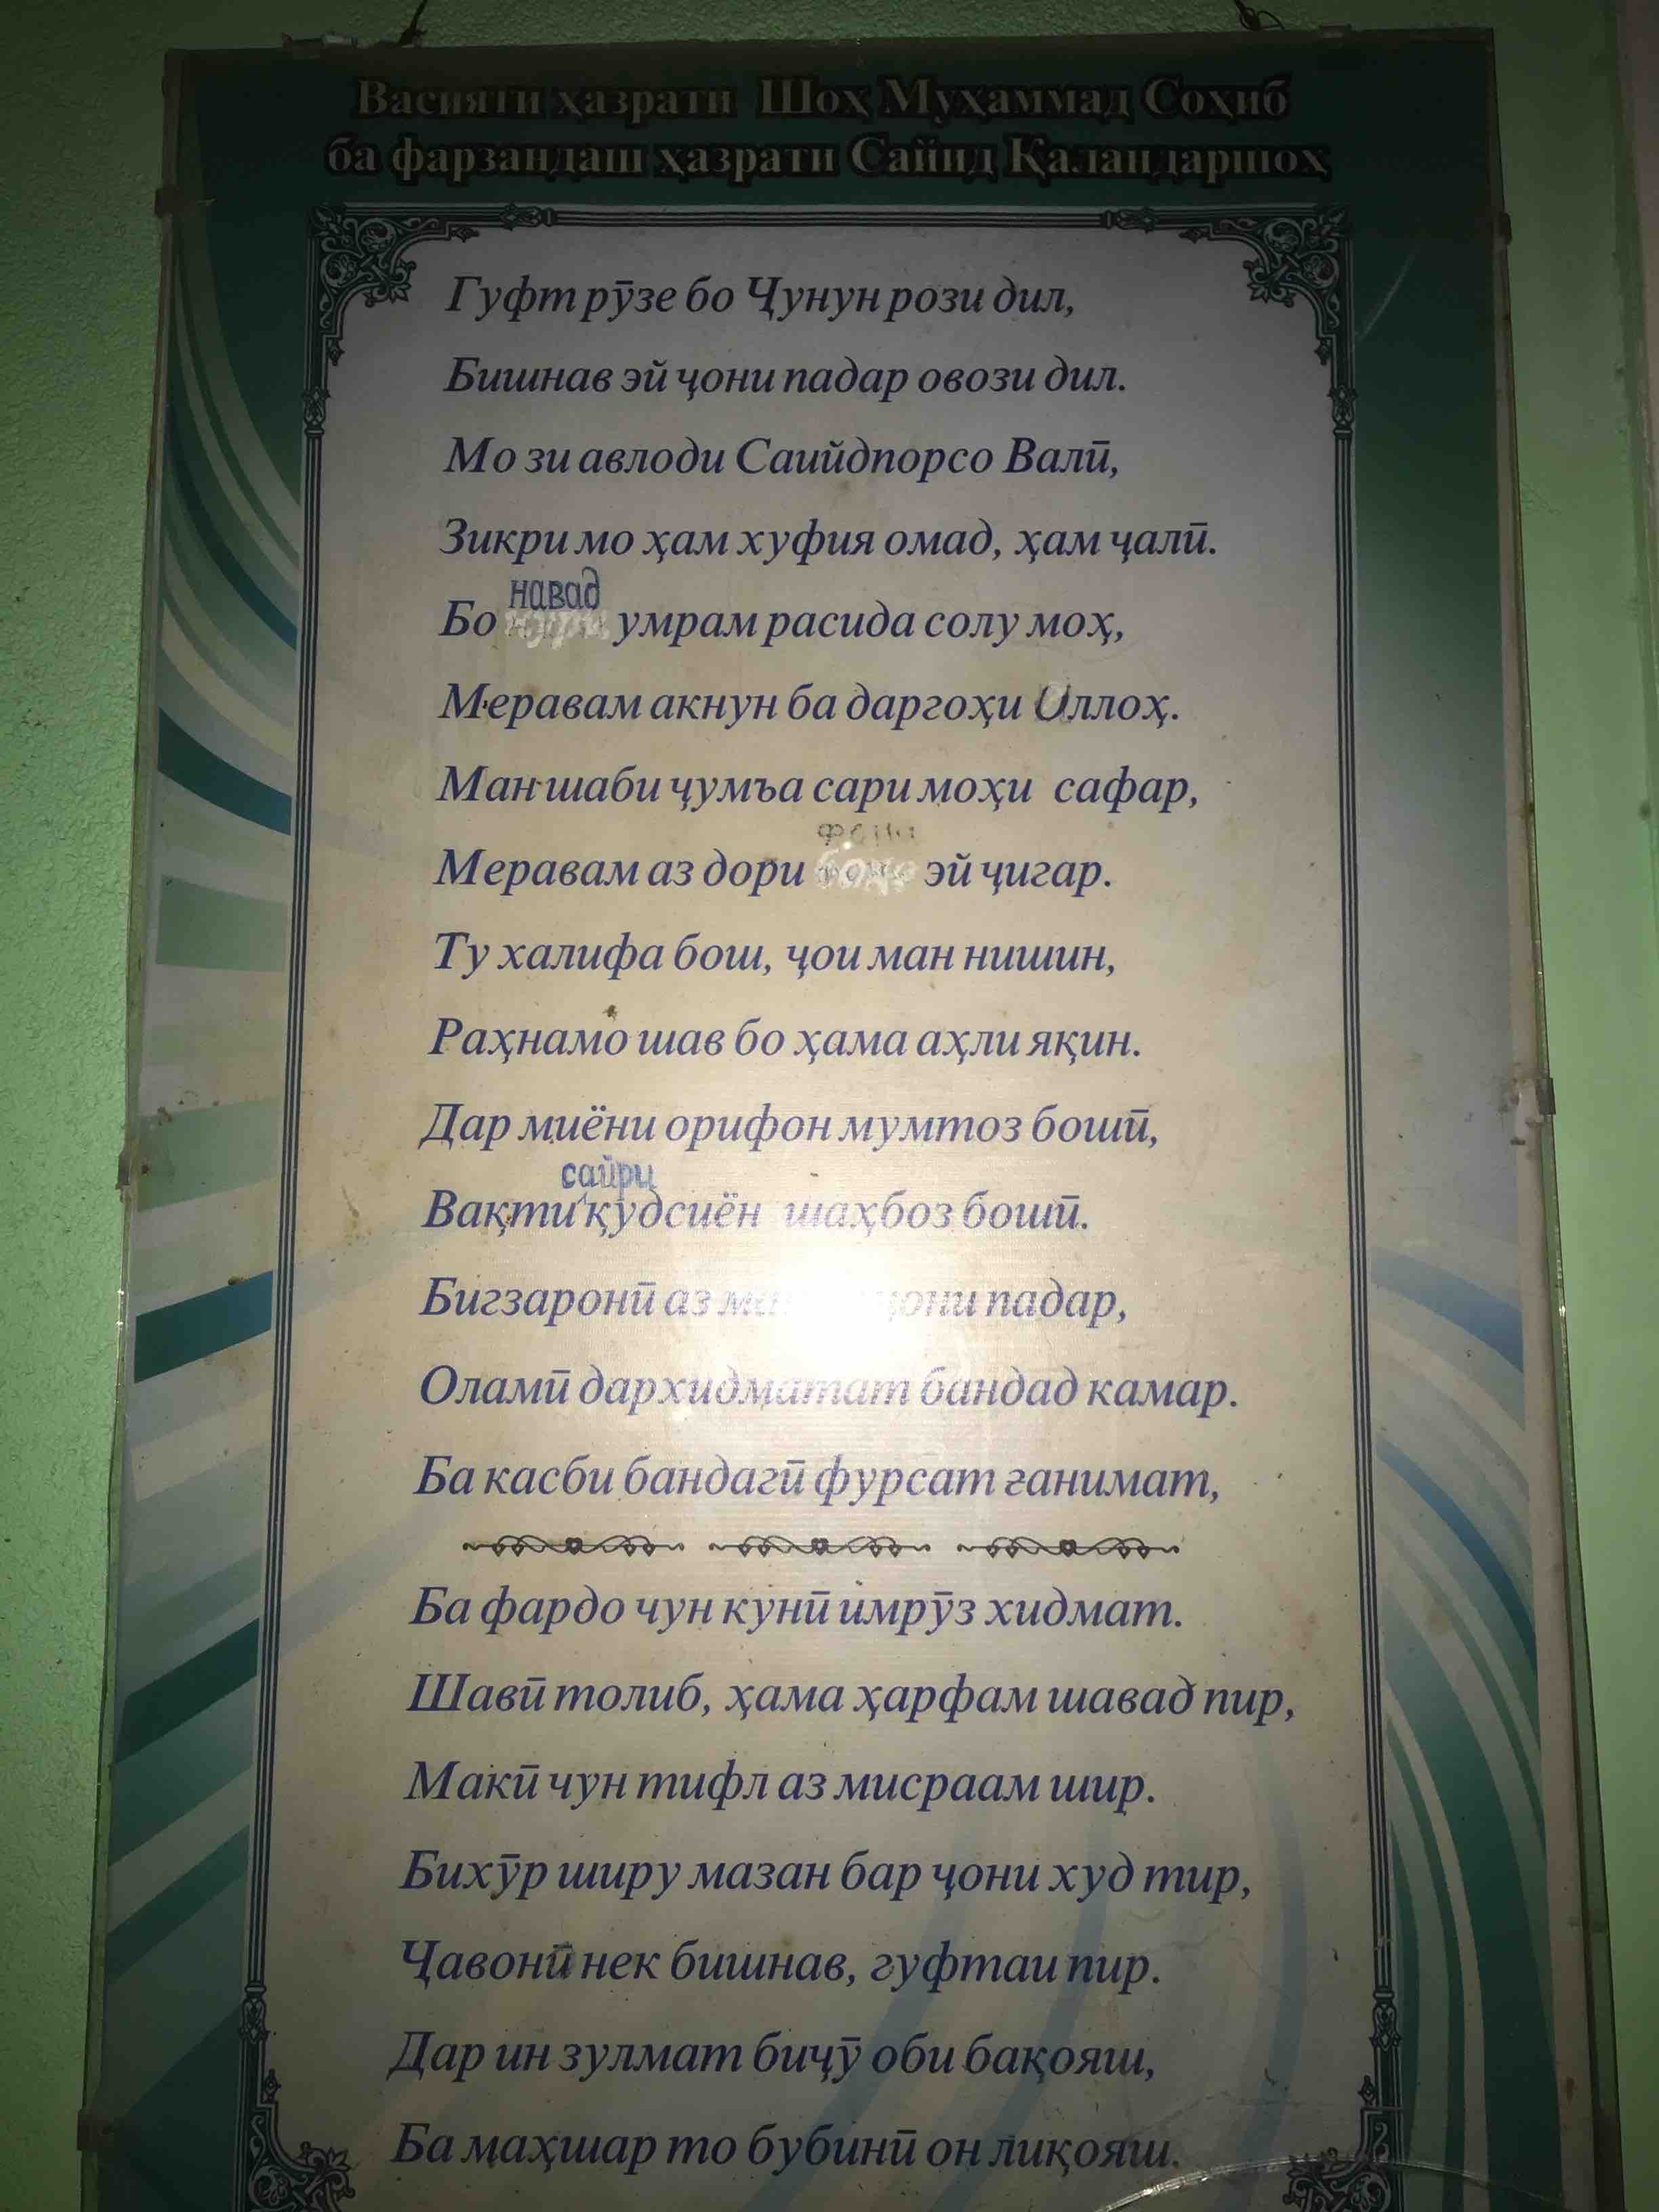 Васияти ҳазрати Шоҳ Муҳаммад Соҳиб
ба фарзандаш ҳазрати Сайид Қаландаршоҳ
Гуфт рӯзе бо Ҷунун рози дил,
Бишнав эй ҷони падар овози дил.
Мо зи авлоди Саийдпорсо Валӣ,
Зикри мо ҳам хуфия омад, ҳам ҷалӣ.
навад
Бо умрам расида солу моҳ,
Меравам акнун ба даргоҳи Оллоҳ.
Ман шаби ҷумъа сари моҳи сафар,
Меравам аз дори эй ҷигар.
Ту халифа бош, ҷои ман нишин,
Раҳнамо шав бо ҳама аҳли яқин.
Дар миёни орифон мумтоз бошӣ,
сайри
Вақти қудсиён шаҳбоз бошӣ.
Бигзаронӣ аз падар,
Оламӣ дархидматат бандад камар.
Ба касби бандагӣ фурсат ғанимат,
Ба фардо чун кунӣ имрӯз хидмат.
Шавӣ толиб, ҳама ҳарфам шавад пир,
Макӣ чун тифл аз мисраам шир.
Бихӯр ширу мазан бар ҷони худ тир,
Ҷавонӣ нек бишнав, гуфтаи пир.
Дар ин зулмат биҷӯ оби бақояш,
Ба маҳшар то бубинӣ он лиқояш.